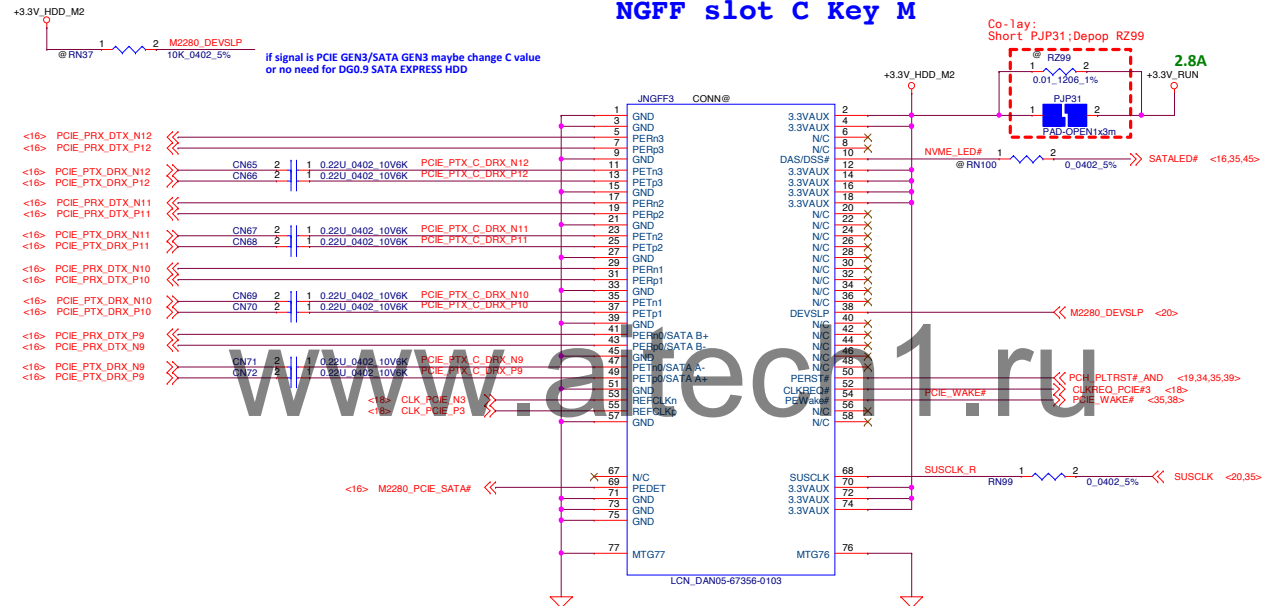 NGFF slot C Key M
+3.3V_HDD_M2
@ RN37 1 2 M2280_DEVSLP
10K_0402_5%
if signal is PCIE GEN3/SATA GEN3 maybe change C value
or no need for DG0.9 SATA EXPRESS HDD
Co-lay:
Short PJP31;Depop RZ99
@ RZ99
1 2
0.01_1206_1%
2.8A
+3.3V_HDD_M2
+3.3V_RUN
PJP31
1 2
PAD-OPEN1x3m
JNGFF3 CONN@
1 GND 3.3VAUX 2
3 GND 3.3VAUX 4
<16> PCIE_PRX_DTX_N12 5 PERn3 N/C 6
<16> PCIE_PRX_DTX_P12 7 PERp3 N/C 8
9 GND DAS/DSS# 10 NVME_LED# @ RN100 1 2 0_0402_5% SATALED# <16,35,45>
<16> PCIE_PTX_DRX_N12 CN65 2 1 0.22U_0402_10V6K PCIE_PTX_C_DRX_N12 11 PETn3 3.3VAUX 12
<16> PCIE_PTX_DRX_P12 CN66 2 1 0.22U_0402_10V6K PCIE_PTX_C_DRX_P12 13 PETp3 3.3VAUX 14
15 GND 3.3VAUX 16
<16> PCIE_PRX_DTX_N11 17 PERn2 3.3VAUX 18
<16> PCIE_PRX_DTX_P11 19 PERp2 N/C 20
21 GND N/C 22
<16> PCIE_PTX_DRX_N11 CN67 2 1 0.22U_0402_10V6K PCIE_PTX_C_DRX_N11 23 PETn2 N/C 24
<16> PCIE_PTX_DRX_P11 CN68 2 1 0.22U_0402_10V6K PCIE_PTX_C_DRX_P11 25 PETp2 N/C 26
27 GND N/C 28
<16> PCIE_PRX_DTX_N10 29 PERn1 N/C 30
<16> PCIE_PRX_DTX_P10 31 PERp1 N/C 32
33 GND N/C 34
<16> PCIE_PTX_DRX_N10 CN69 2 1 0.22U_0402_10V6K PCIE_PTX_C_DRX_N10 35 PETn1 N/C 36
<16> PCIE_PTX_DRX_P10 CN70 2 1 0.22U_0402_10V6K PCIE_PTX_C_DRX_P10 37 PETp1 DEVSLP 38 M2280_DEVSLP <20>
39 GND N/C 40
<16> PCIE_PRX_DTX_P9 41 PERn0/SATA B+ N/C 42
<16> PCIE_PRX_DTX_N9 43 PERp0/SATA B- N/C 44
45 GND N/C 46
<16> PCIE_PTX_DRX_N9 CN71 2 1 0.22U_0402_10V6K PCIE_PTX_C_DRX_N9 47 PETn0/SATA A- N/C 48
<16> PCIE_PTX_DRX_P9 CN72 2 1 0.22U_0402_10V6K PCIE_PTX_C_DRX_P9 49 PETp0/SATA A+ PERST# 50 PCH_PLTRST#_AND <19,34,35,39>
51 GND CLKREQ# 52 CLKREQ_PCIE#3 <18>
<18> CLK_PCIE_N3 53 REFCLKn PEWake# 54 PCIE_WAKE# PCIE_WAKE# <35,38>
<18> CLK_PCIE_P3 55 REFCLKp N/C 56
57 GND N/C 58
www.aitech1.ru
67 N/C SUSCLK 68 SUSCLK_R RN99 1 2 0_0402_5% SUSCLK <20,35>
<16> M2280_PCIE_SATA# 69 PEDET 3.3VAUX 70
71 GND 3.3VAUX 72
73 GND 3.3VAUX 74
75 GND
77 MTG77 MTG76 76
LCN_DAN05-67356-0103